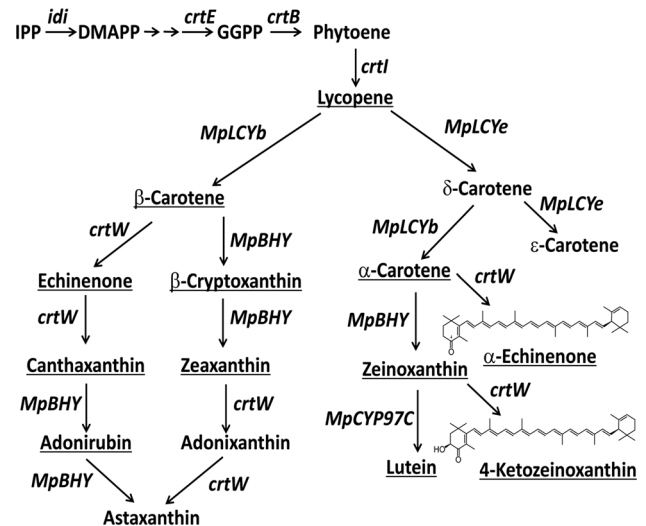 idi crtE crtB
IPP DMAPP GGPP Phytoene
crtI
Lycopene
MpLCYb MpLCYe
β-Carotene δ-Carotene
MpLCYe
crtW MpBHY MpLCYb
ε-Carotene
Echinenone β-Cryptoxanthin α-Carotene crtW
crtW MpBHY MpBHY
O
α-Echinenone
Canthaxanthin Zeaxanthin Zeinoxanthin
crtW
MpBHY crtW MpCYP97C
Adonirubin Adonixanthin
HO
O
Lutein 4-Ketozeinoxanthin
MpBHY crtW
Astaxanthin